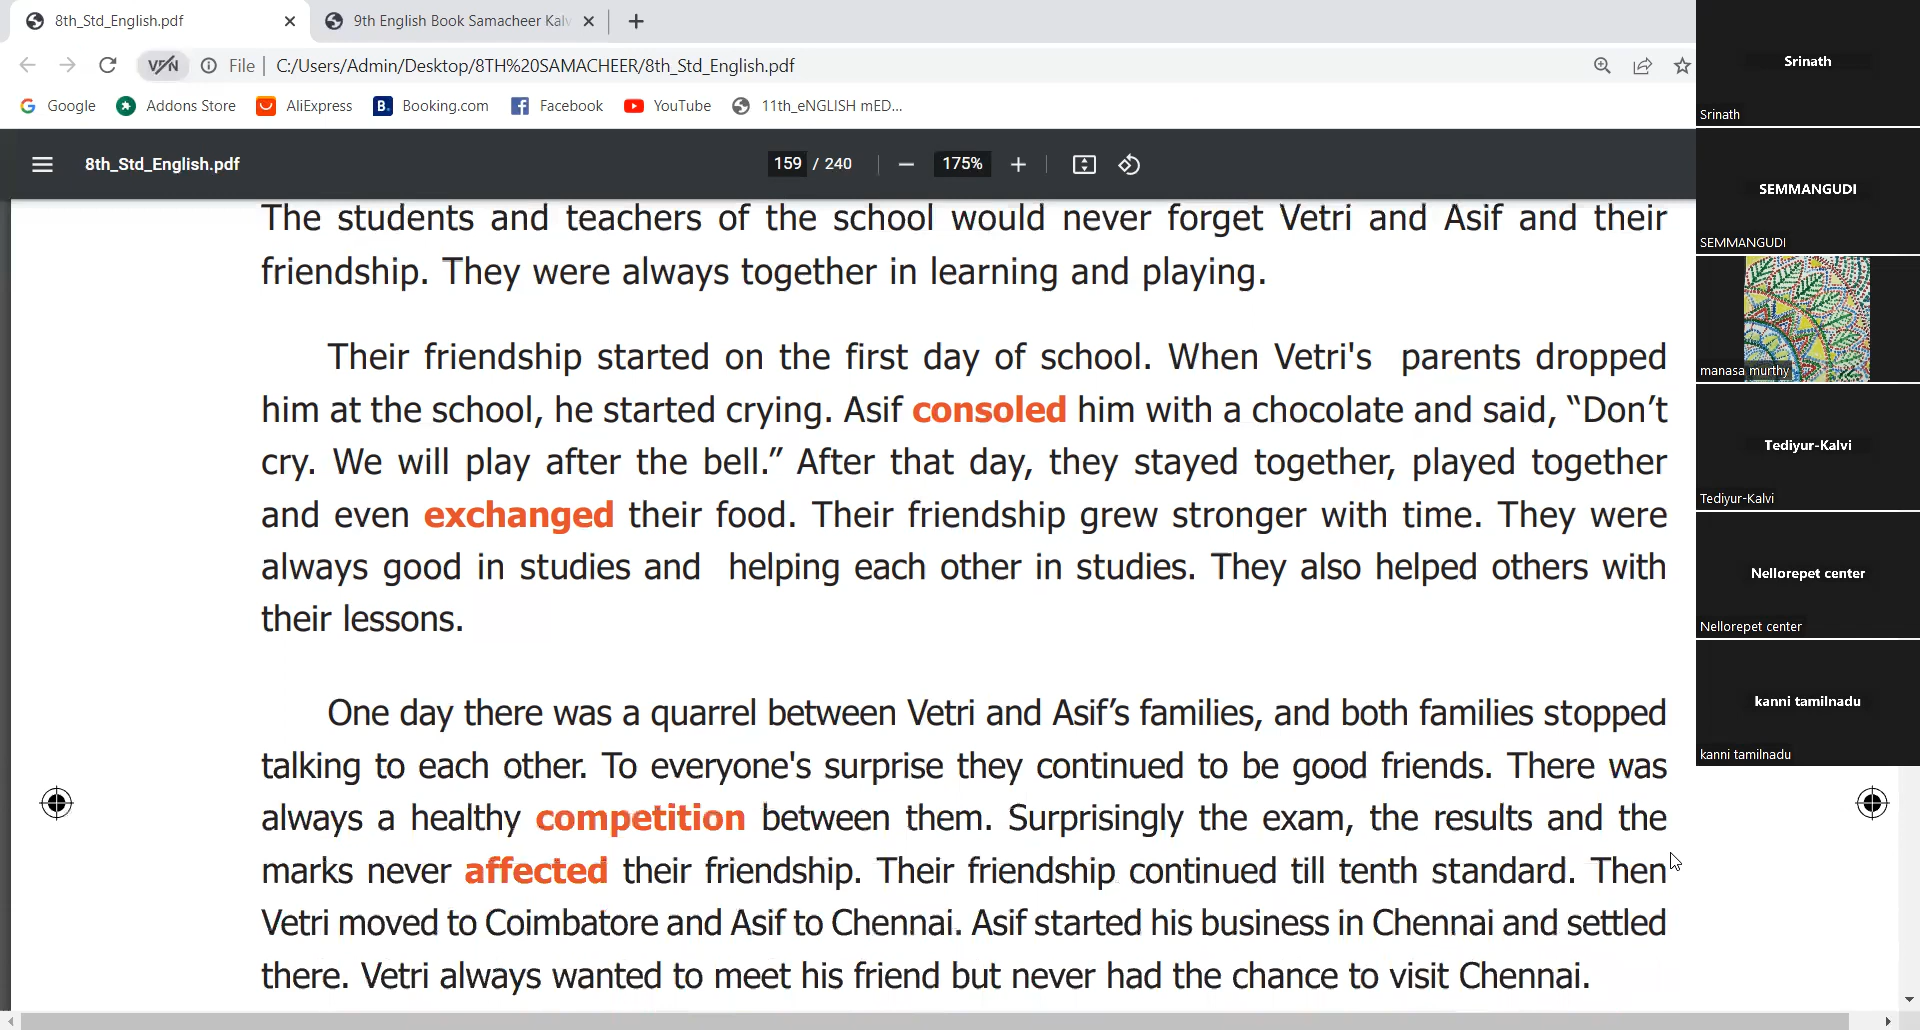 8th_Std_English.pdf
9th English Book Samacheer Kalv
File
C:/Users/Admin/Desktop/8TH%20SAMACHEER/8th_Std_English.pdf
Google
Addons Store
AliExpress
B. Booking.com
Facebook
YouTube
11th_eNGLISH mED...
8th_Std_English.pdf
159 / 240
175%
The students and teachers of the school would never forget Vetri and Asif and their
friendship. They were always together in learning and playing.
Their friendship started on the first day of school. When Vetri's parents dropped
him at the school, he started crying. Asif consoled him with a chocolate and said, “Don’t
cry. We will play after the bell.” After that day, they stayed together, played together
and even exchanged their food. Their friendship grew stronger with time. They were
always good in studies and helping each other in studies. They also helped others with
their lessons.
One day there was a quarrel between Vetri and Asif’s families, and both families stopped
talking to each other. To everyone's surprise they continued to be good friends. There was
always a healthy competition between them. Surprisingly the exam, the results and the
marks never affected their friendship. Their friendship continued till tenth standard. Then
Vetri moved to Coimbatore and Asif to Chennai. Asif started his business in Chennai and settled
there. Vetri always wanted to meet his friend but never had the chance to visit Chennai.
Srinath
Srinath
SEMMANGUDI
SEMMANGUDI
manasa murthy
Tediyur-Kalvi
Tediyur-Kalvi
Nellorepet center
Nellorepet center
kanni tamilnadu
kanni tamilnadu